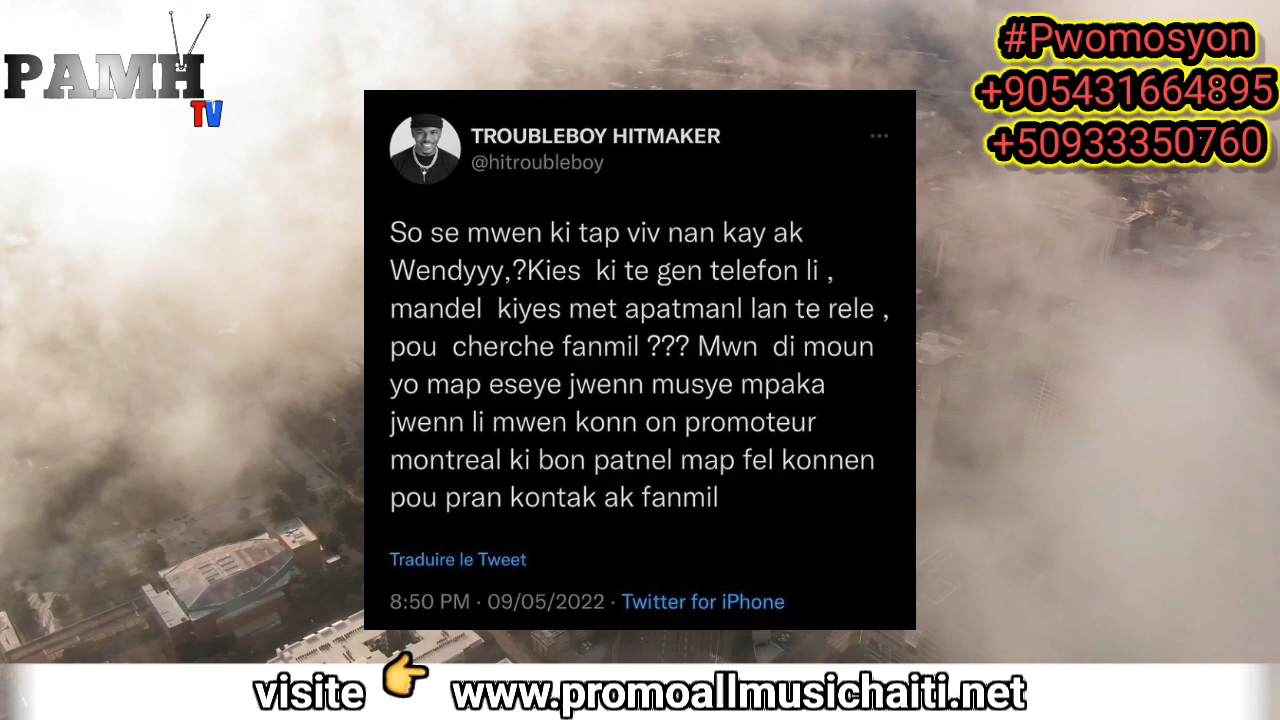 PAMH
TV
#Pwomosyon
+905431664895
+50933350760
TROUBLEBOY HITMAKER
@hitroubleboy
So se mwen ki tap viv nan kay ak
Wendyyy,?Kies ki te gen telefon li ,
mandel kiyes met apatmanl lan te rele ,
pou cherche fanmil ??? Mwn di moun
yo map eseye jwenn musye mpaka
jwenn li mwen konn on promoteur
montreal ki bon patnel map fel konnen
pou pran kontak ak fanmil
Traduire le Tweet
8:50 PM · 09/05/2022 · Twitter for iPhone
visite 👉 www.promoallmusichaiti.net